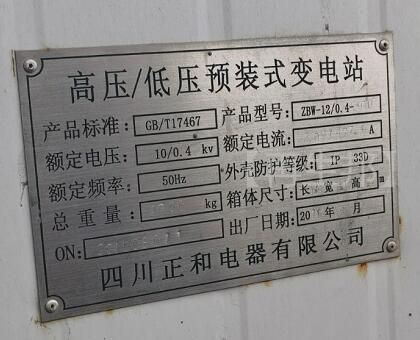 高压/低压预装式变电站
产品标准: GB/T17467 产品型号: ZBW-12/0.4-
额定电压: 10/0.4 kv 额定电流: A
额定频率: 50Hz 外壳防护等级: IP 33D
总重量: kg 箱体尺寸: 长 宽 高 m
ON: 出厂日期: 20 年 月
四川正和电器有限公司